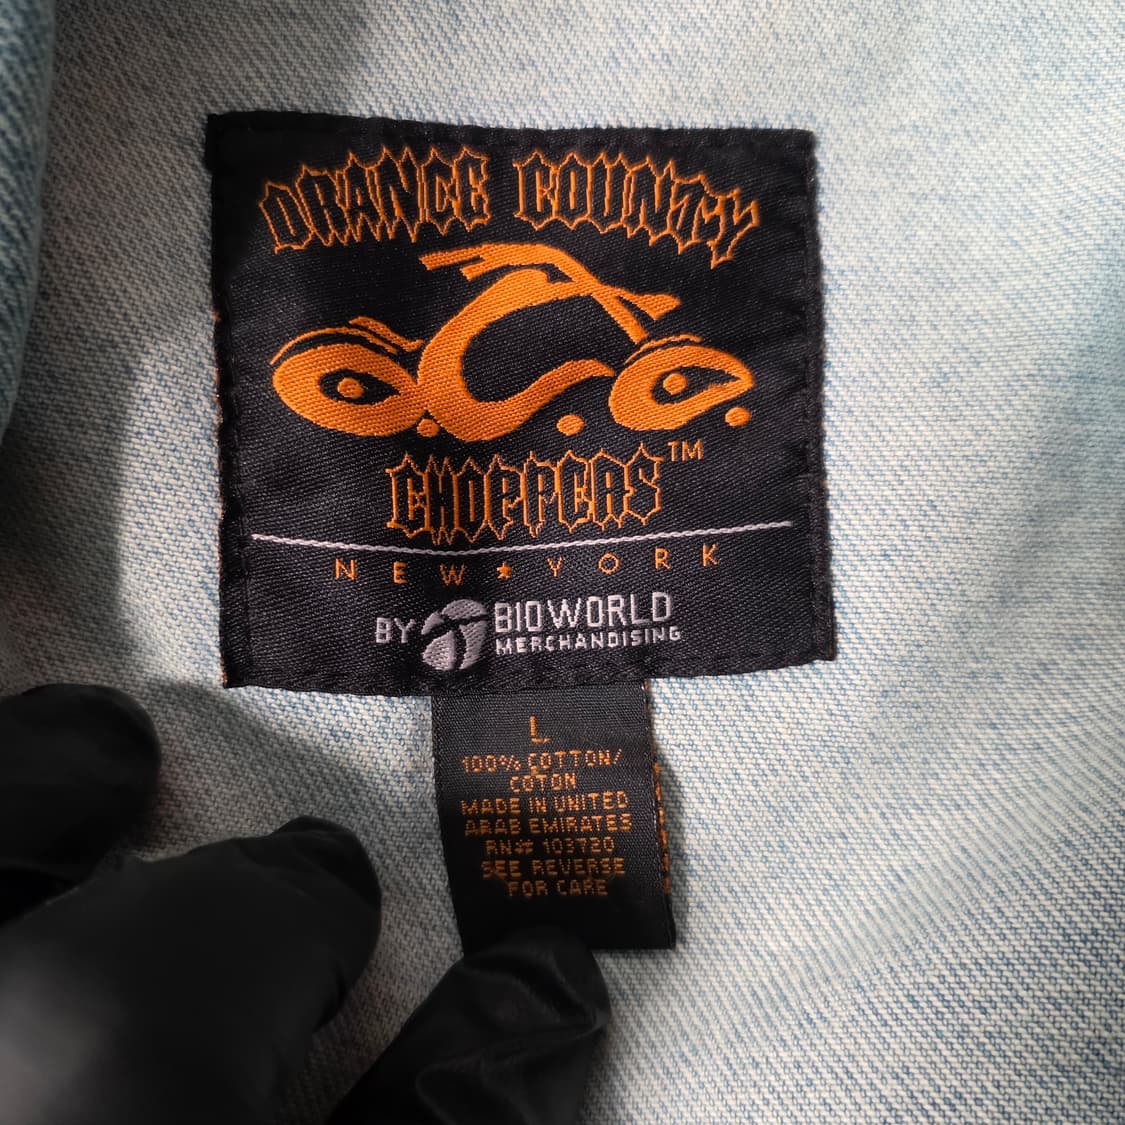 ORANGE COUNTY
CHOPPERS™
NEW★YORK
BY BIOWORLD
MERCHANDISING
L
100% COTTON/
COTON
MADE IN UNITED
ARAB EMIRATES
RN# 103720
SEE REVERSE
FOR CARE